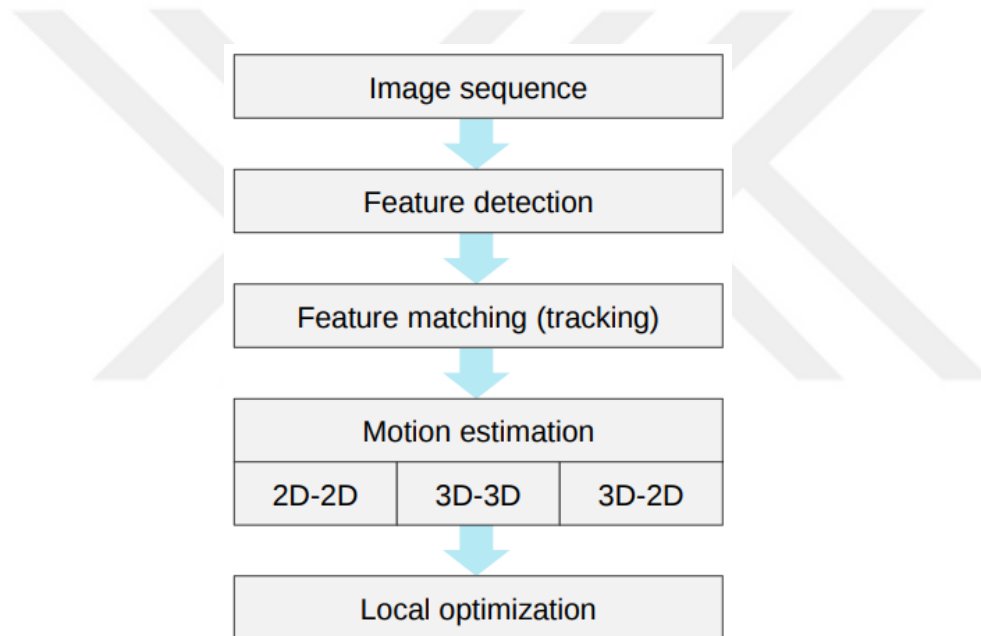 Image sequence
Feature detection
Feature matching (tracking)
Motion estimation
2D-2D 3D-3D 3D-2D
Local optimization